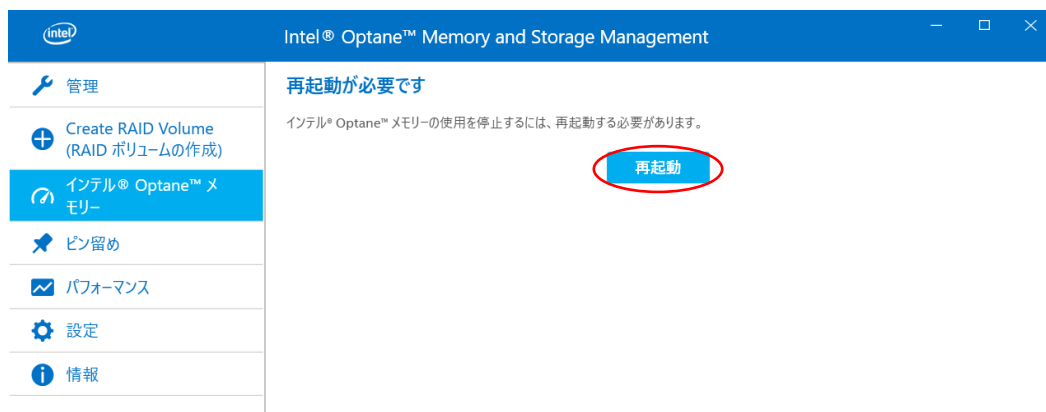 intel
Intel® Optane™ Memory and Storage Management
管理
Create RAID Volume
(RAID ボリュームの作成)
インテル® Optane™ メ
モリー
ピン留め
パフォーマンス
設定
情報
再起動が必要です
インテル® Optane™ メモリーの使用を停止するには、再起動する必要があります。
再起動